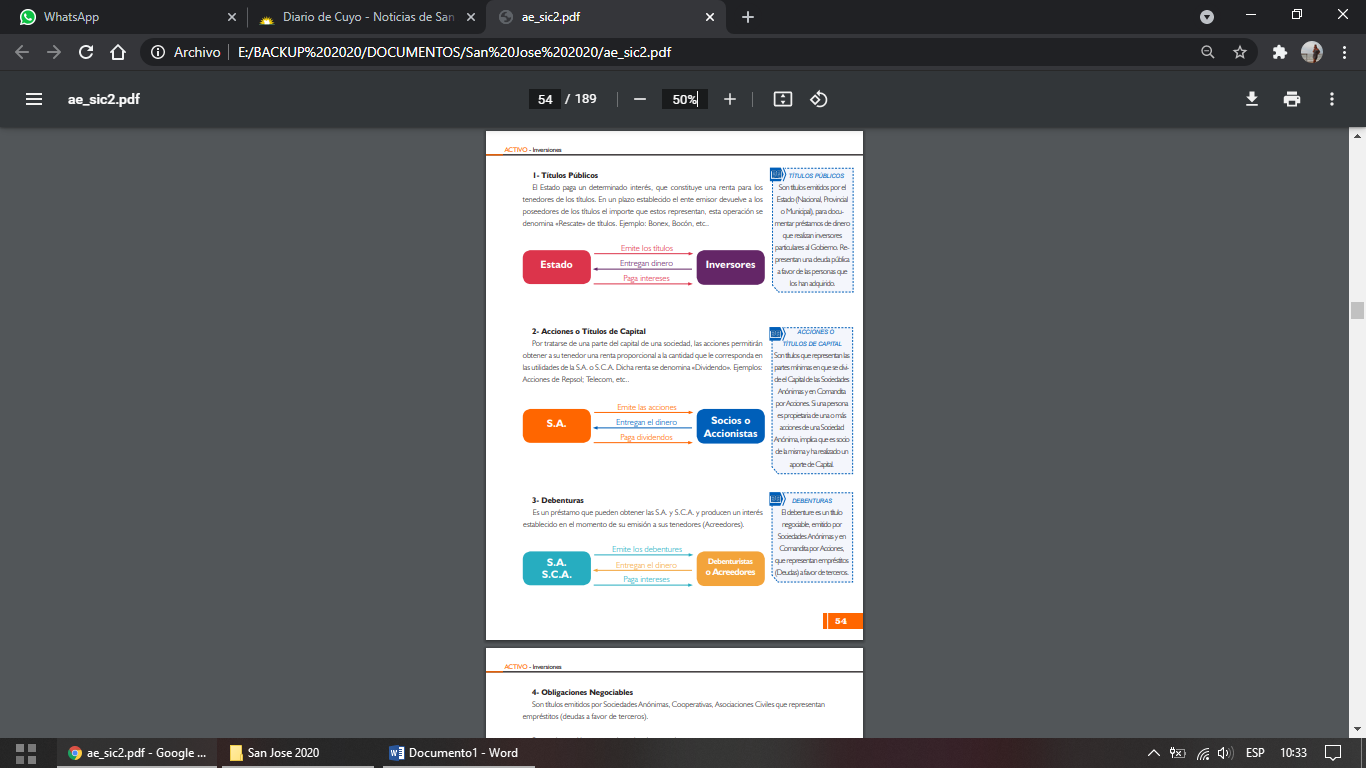 WhatsApp
Diario de Cuyo - Noticias de San
ae_sic2.pdf
Archivo
E:/BACKUP%202020/DOCUMENTOS/San%20Jose%202020/ae_sic2.pdf
ae_sic2.pdf
54 / 189
50%
ACTIVO - Inversiones
1- Títulos Públicos
El Estado paga un determinado interés, que constituye una renta para los
tenedores de los títulos. En un plazo establecido el ente emisor devuelve a los
poseedores de los títulos el importe que estos representan, esta operación se
denomina «Rescate» de títulos. Ejemplo: Bonex, Bocón, etc..
Estado
Emite los títulos
Entregan dinero
Paga intereses
Inversores
TÍTULOS PÚBLICOS
Son títulos emitidos por el
Estado (Nacional, Provincial
o Municipal), para docu-
mentar préstamos de dinero
que realizan inversores
particulares al Gobierno. Re-
presentan una deuda pública
a favor de las personas que
los han adquirido.
2- Acciones o Títulos de Capital
Por tratarse de una parte del capital de una sociedad, las acciones permitirán
obtener a su tenedor una renta proporcional a la cantidad que le corresponda en
las utilidades de la S.A. o S.C.A. Dicha renta se denomina «Dividendo». Ejemplos:
Acciones de Repsol; Telecom, etc..
S.A.
Emite las acciones
Entregan el dinero
Paga dividendos
Socios o
Accionistas
ACCIONES O
TÍTULOS DE CAPITAL
Son títulos que representan las
partes mínimas en que se divi-
de el Capital de las Sociedades
Anónimas y en Comandita
por Acciones. Si una persona
es propietaria de una o más
acciones de una Sociedad
Anónima, implica que es socio
de la misma y ha realizado un
aporte de Capital.
3- Debenturas
Es un préstamo que pueden obtener las S.A. y S.C.A. y producen un interés
establecido en el momento de su emisión a sus tenedores (Acreedores).
S.A.
S.C.A.
Emite los debentures
Entregan el dinero
Paga intereses
Debenturistas
o Acreedores
DEBENTURAS
El debenture es un título
negociable, emitido por
Sociedades Anónimas y en
Comandita por Acciones,
que representan empréstitos
(Deudas) a favor de terceros.
54
ACTIVO - Inversiones
4- Obligaciones Negociables
Son títulos emitidos por Sociedades Anónimas, Cooperativas, Asociaciones Civiles que representan
empréstitos (deudas a favor de terceros).
ae_sic2.pdf - Google ...
San Jose 2020
Documento1 - Word
ESP
10:33